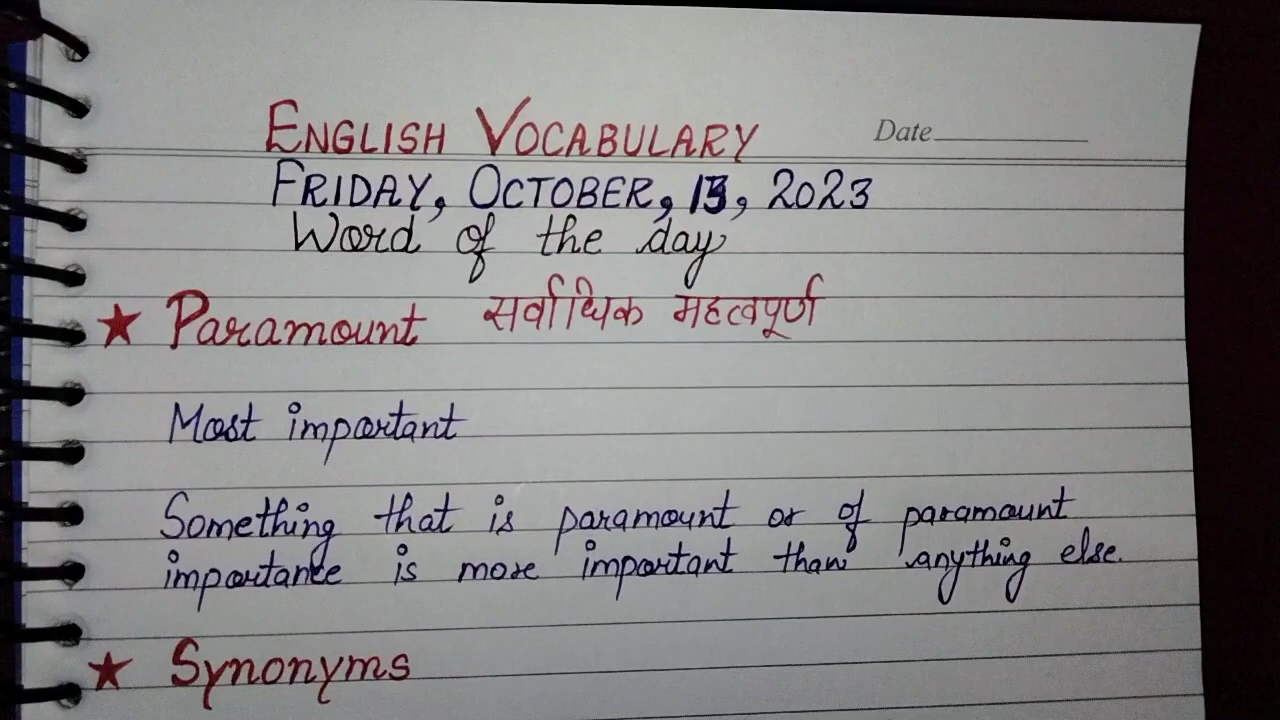 ENGLISH VOCABULARY
Date
FRIDAY, OCTOBER, 13, 2023
Word of the day
★ Paramount सर्वाधिक महत्वपूर्ण
Most important
Something that is paramount or of paramount
importance is more important than anything else.
★ Synonyms